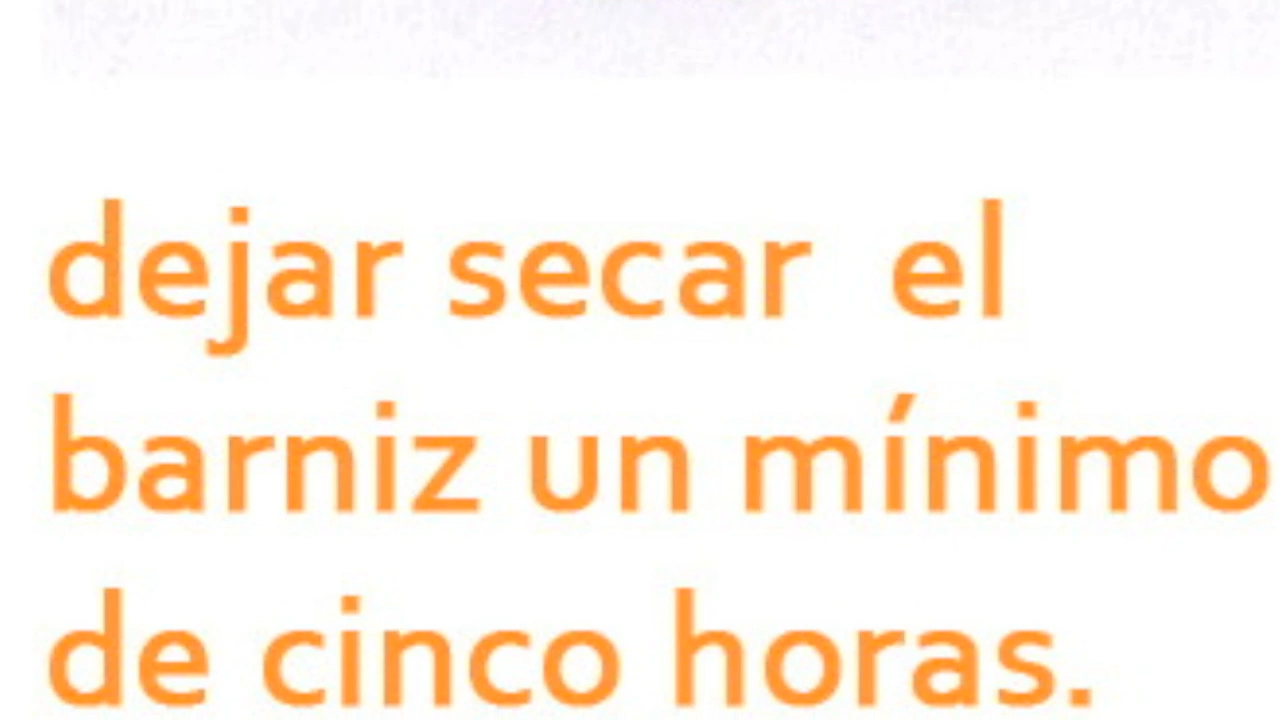 dejar secar  el
barniz un mínimo
de cinco horas.